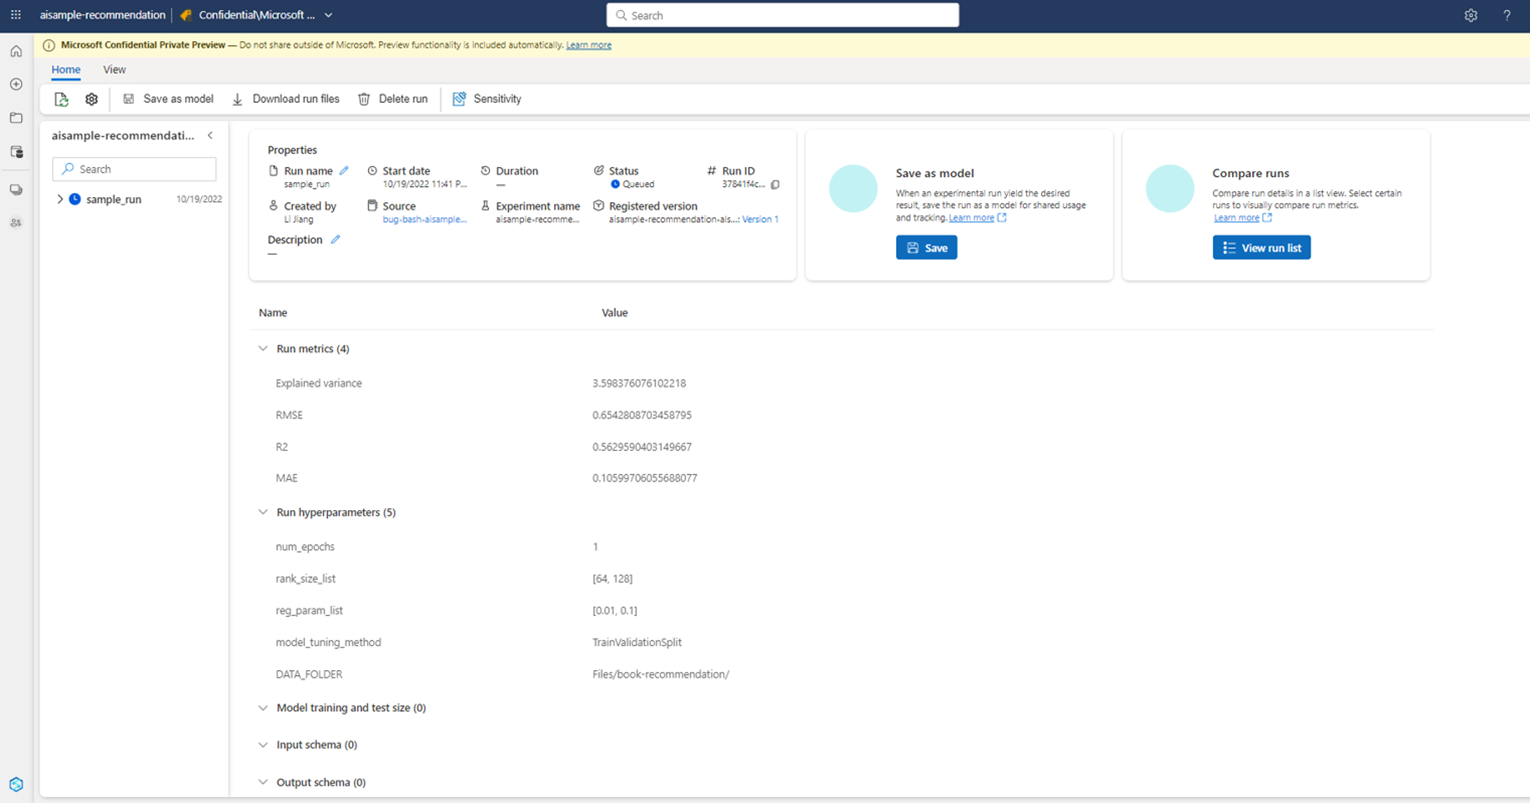 aisample-recommendation
Confidential\Microsoft ...
Search
Microsoft Confidential Private Preview — Do not share outside of Microsoft. Preview functionality is included automatically. Learn more
Home View
Save as model Download run files Delete run Sensitivity
aisample-recommendati...
Search
sample_run 10/19/2022
Properties
Run name Start date Duration Status Run ID
sample_run 10/19/2022 11:41 P... — Queued 37841f4c...
Created by Source Experiment name Registered version
Li Jiang bug-bash-aisample... aisample-recomme... aisample-recommendation-ais...: Version 1
Description
—
Save as model
When an experimental run yield the desired
result, save the run as a model for shared usage
and tracking. Learn more
Save
Compare runs
Compare run details in a list view. Select certain
runs to visually compare run metrics.
Learn more
View run list
Name Value
Run metrics (4)
Explained variance 3.598376076102218
RMSE 0.6542808703458795
R2 0.5629590403149667
MAE 0.10599706055688077
Run hyperparameters (5)
num_epochs 1
rank_size_list [64, 128]
reg_param_list [0.01, 0.1]
model_tuning_method TrainValidationSplit
DATA_FOLDER Files/book-recommendation/
Model training and test size (0)
Input schema (0)
Output schema (0)